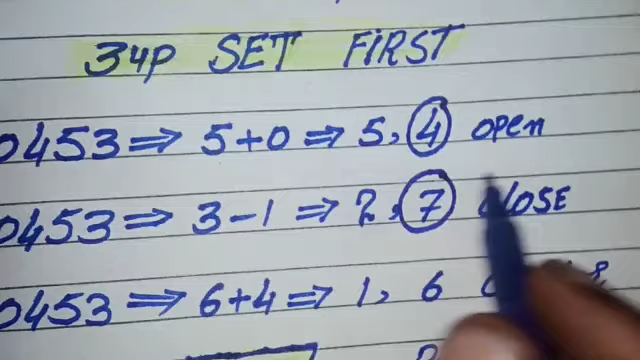 34P SET FIRST
0453 ⇒ 5+0 ⇒ 5, 4 OPEN
0453 ⇒ 3-1 ⇒ 2, 7 CLOSE
0453 ⇒ 6+4 ⇒ 1, 6